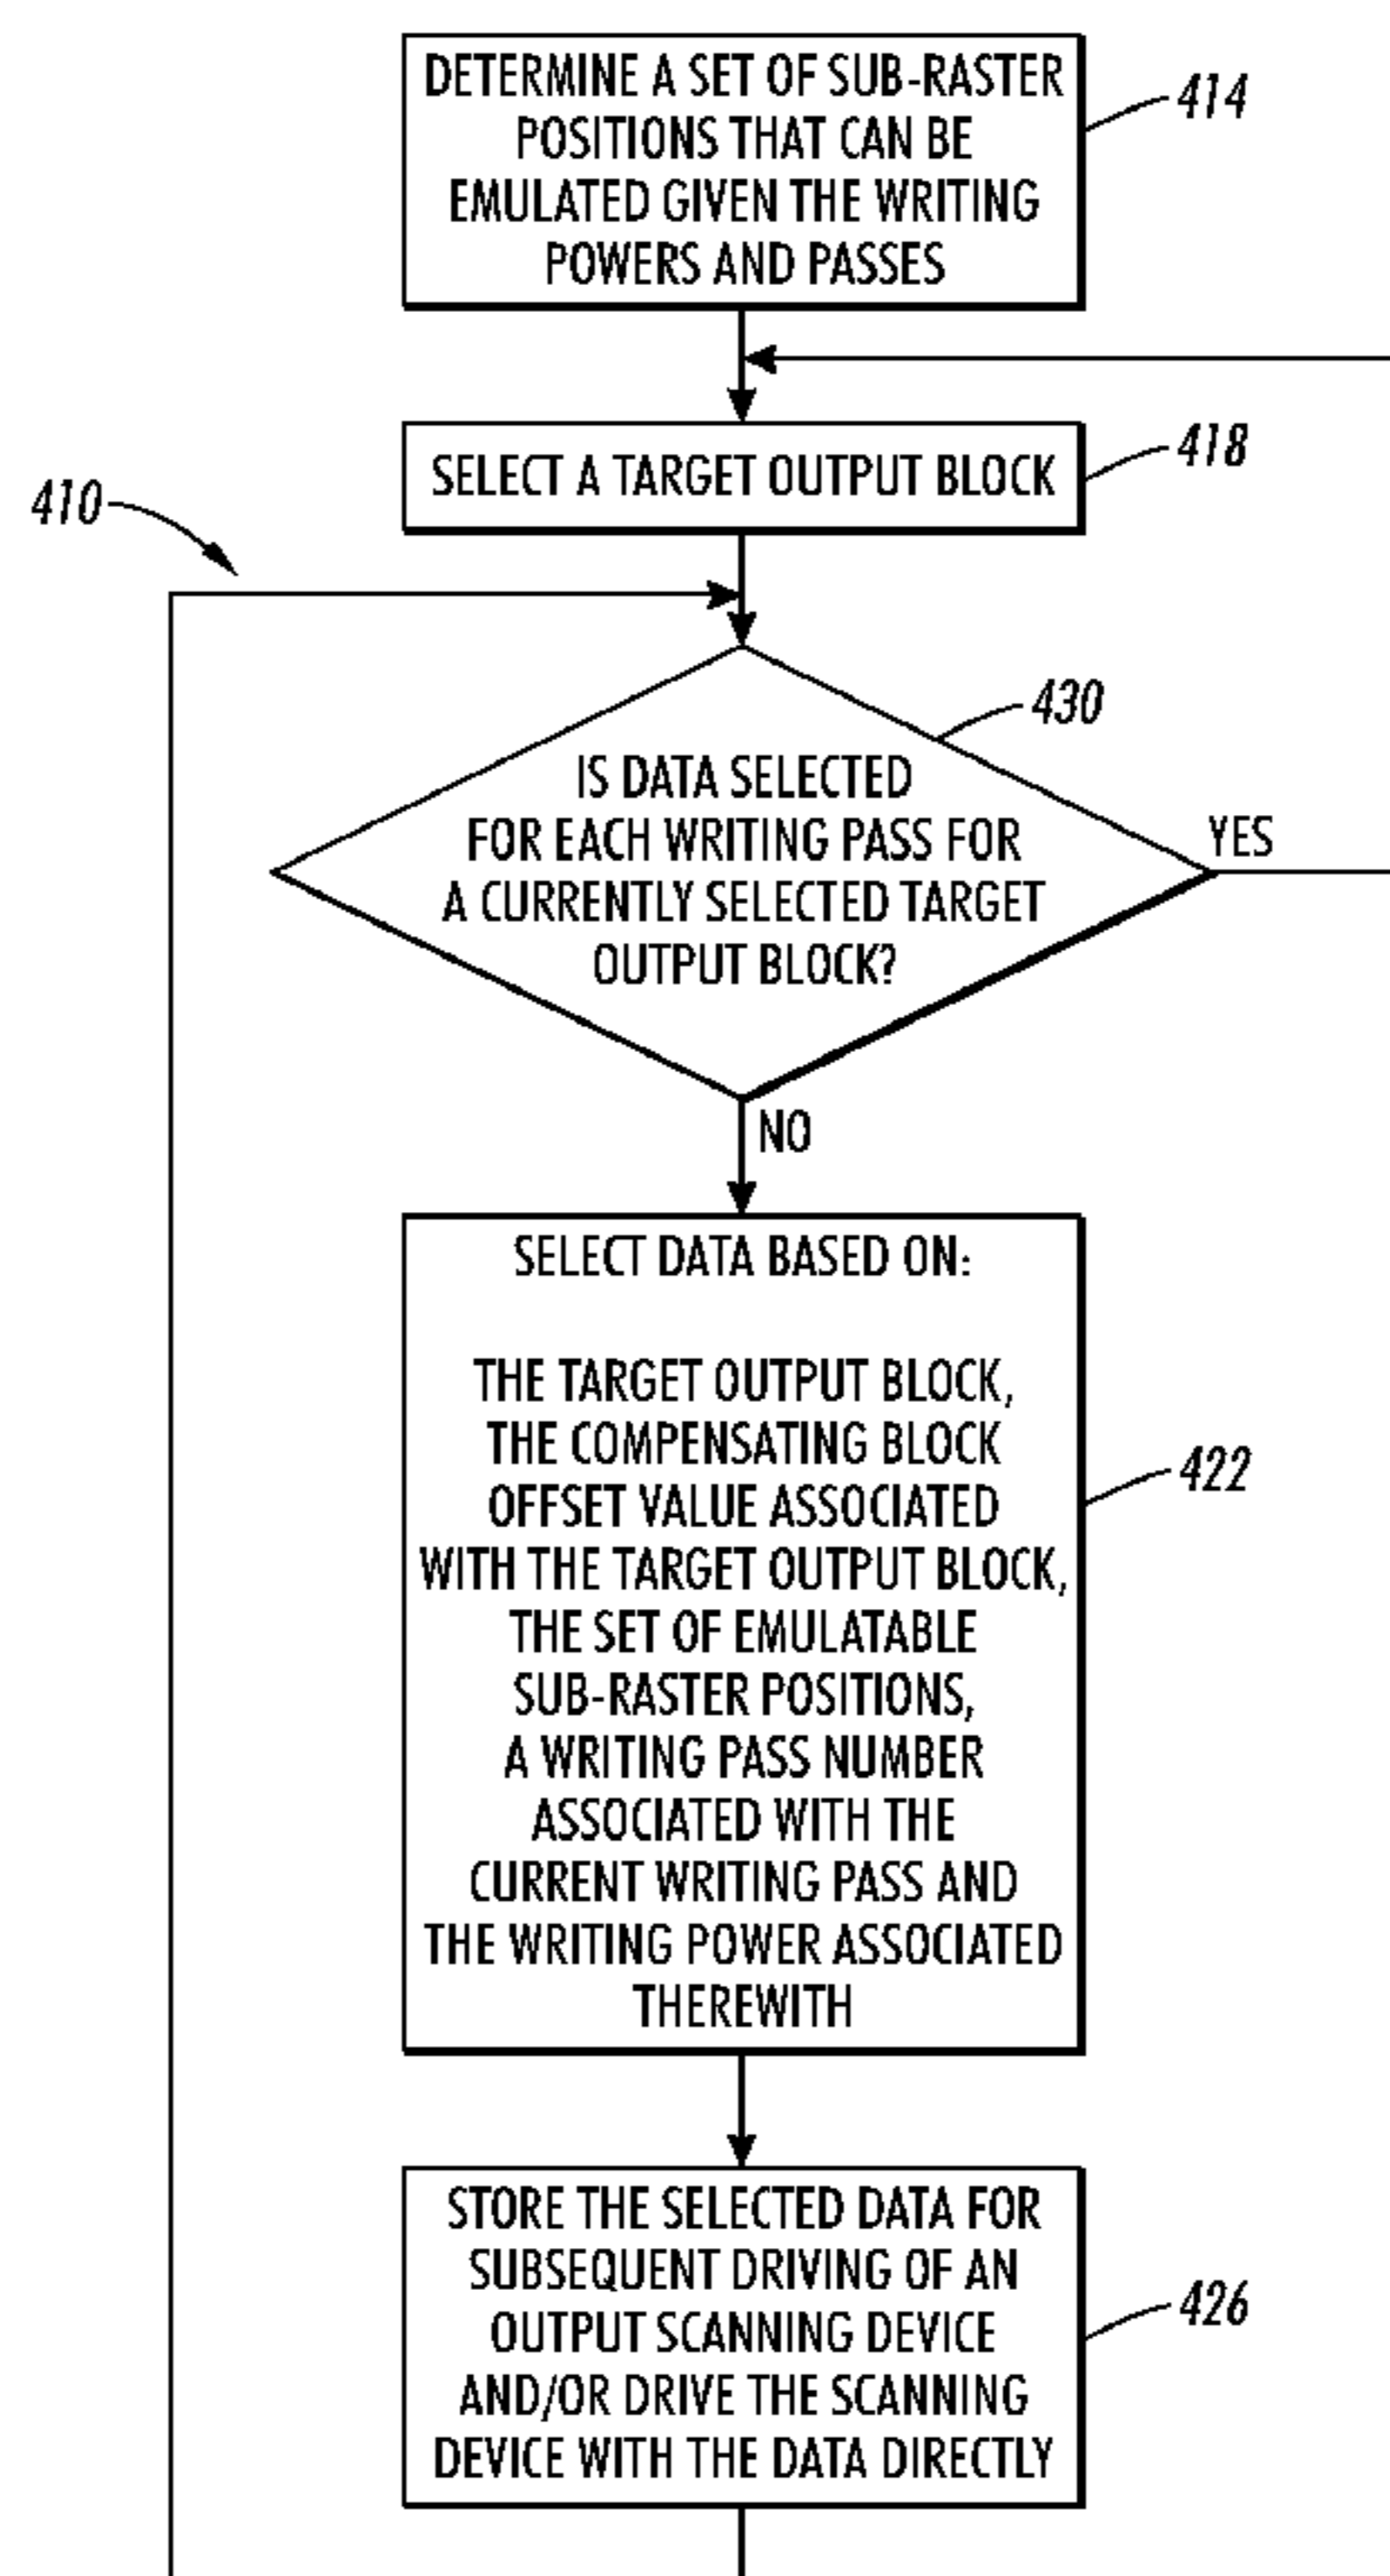 DETERMINE A SET OF SUB-RASTER
POSITIONS THAT CAN BE
EMULATED GIVEN THE WRITING
POWERS AND PASSES
414
SELECT A TARGET OUTPUT BLOCK
418
410
430
IS DATA SELECTED
FOR EACH WRITING PASS FOR
A CURRENTLY SELECTED TARGET
OUTPUT BLOCK?
YES
NO
SELECT DATA BASED ON:
THE TARGET OUTPUT BLOCK,
THE COMPENSATING BLOCK
OFFSET VALUE ASSOCIATED
WITH THE TARGET OUTPUT BLOCK,
THE SET OF EMULATABLE
SUB-RASTER POSITIONS,
A WRITING PASS NUMBER
ASSOCIATED WITH THE
CURRENT WRITING PASS AND
THE WRITING POWER ASSOCIATED
THEREWITH
422
STORE THE SELECTED DATA FOR
SUBSEQUENT DRIVING OF AN
OUTPUT SCANNING DEVICE
AND/OR DRIVE THE SCANNING
DEVICE WITH THE DATA DIRECTLY
426